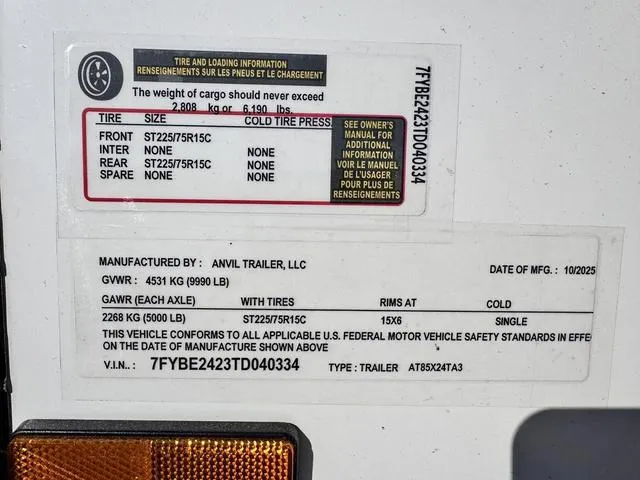 TIRE AND LOADING INFORMATION
RENSEIGNEMENTS SUR LES PNEUS ET LE CHARGEMENT
The weight of cargo should never exceed
2,808 kg or 6,190 lbs.
TIRE SIZE COLD TIRE PRESS
FRONT ST225/75R15C
INTER NONE NONE
REAR ST225/75R15C NONE
SPARE NONE NONE
SEE OWNER'S
MANUAL FOR
ADDITIONAL
INFORMATION
VOIR LE MANUEL
DE L'USAGER
POUR PLUS DE
RENSEIGNEMENTS
7FYBE2423TD040334
MANUFACTURED BY : ANVIL TRAILER, LLC DATE OF MFG. : 10/2025
GVWR : 4531 KG (9990 LB)
GAWR (EACH AXLE) WITH TIRES RIMS AT COLD
2268 KG (5000 LB) ST225/75R15C 15X6 SINGLE
THIS VEHICLE CONFORMS TO ALL APPLICABLE U.S. FEDERAL MOTOR VEHICLE SAFETY STANDARDS IN EFFE
ON THE DATE OF MANUFACTURE SHOWN ABOVE
V.I.N.. : 7FYBE2423TD040334 TYPE : TRAILER AT85X24TA3